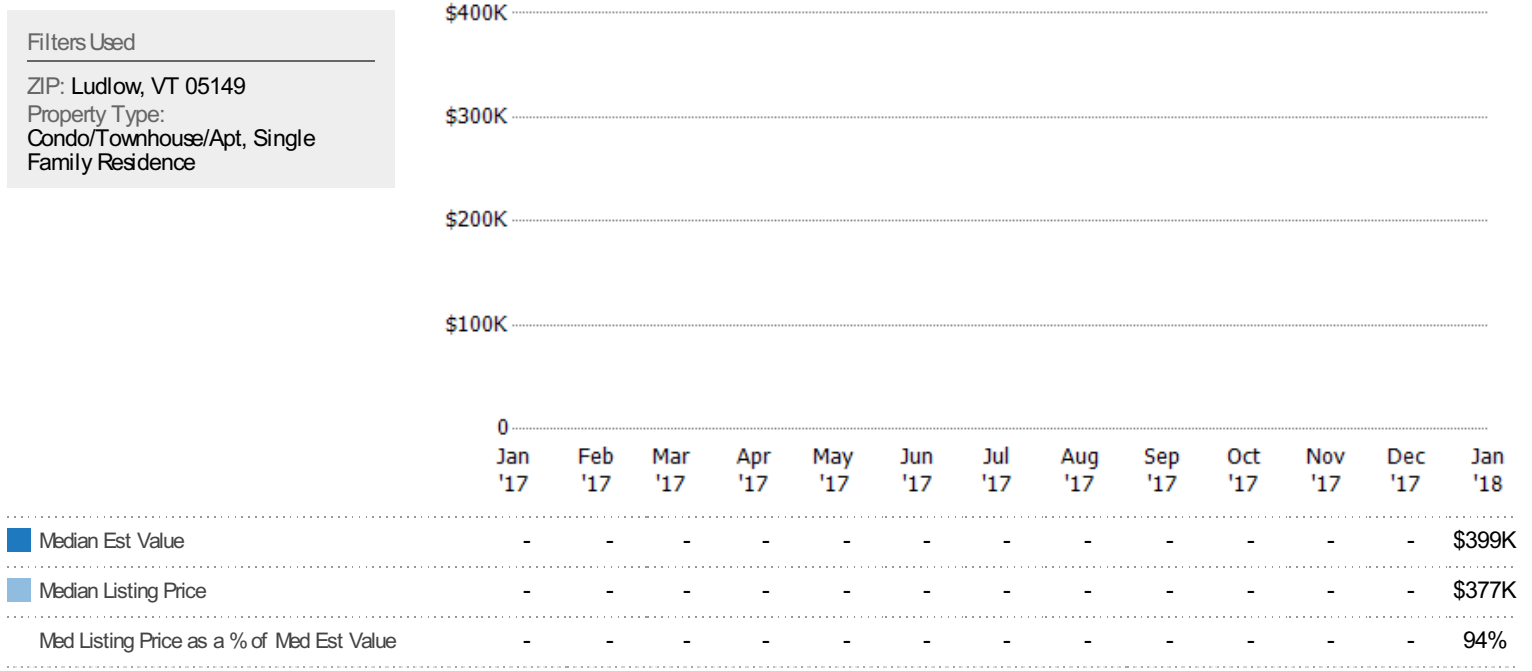 Filters Used
ZIP: Ludlow, VT 05149
Property Type:
Condo/Townhouse/Apt, Single
Family Residence
$400K
$300K
$200K
$100K
0
Jan Feb Mar Apr May Jun Jul Aug Sep Oct Nov Dec Jan
'17 '17 '17 '17 '17 '17 '17 '17 '17 '17 '17 '17 '18
Median Est Value - - - - - - - - - - - - $399K
Median Listing Price - - - - - - - - - - - - $377K
Med Listing Price as a % of Med Est Value - - - - - - - - - - - - 94%